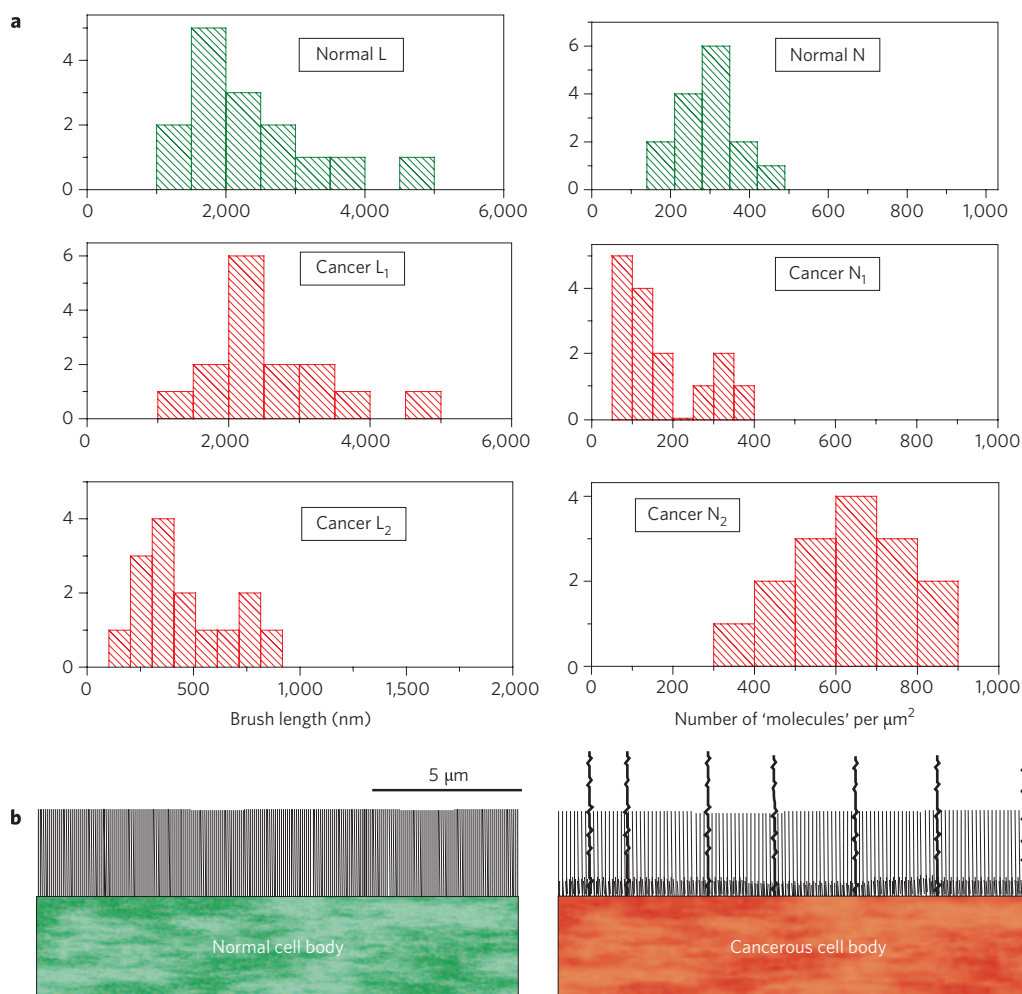 a
Normal L
4
2
0
0 2,000 4,000 6,000
Normal N
6
4
2
0
0 200 400 600 800 1,000
Cancer L1
6
4
2
0
0 2,000 4,000 6,000
Cancer N1
4
2
0
0 200 400 600 800 1,000
Cancer L2
4
2
0
0 500 1,000 1,500 2,000
Brush length (nm)
Cancer N2
4
2
0
0 200 400 600 800 1,000
Number of ‘molecules’ per μm2
5 μm
b
Normal cell body
Cancerous cell body